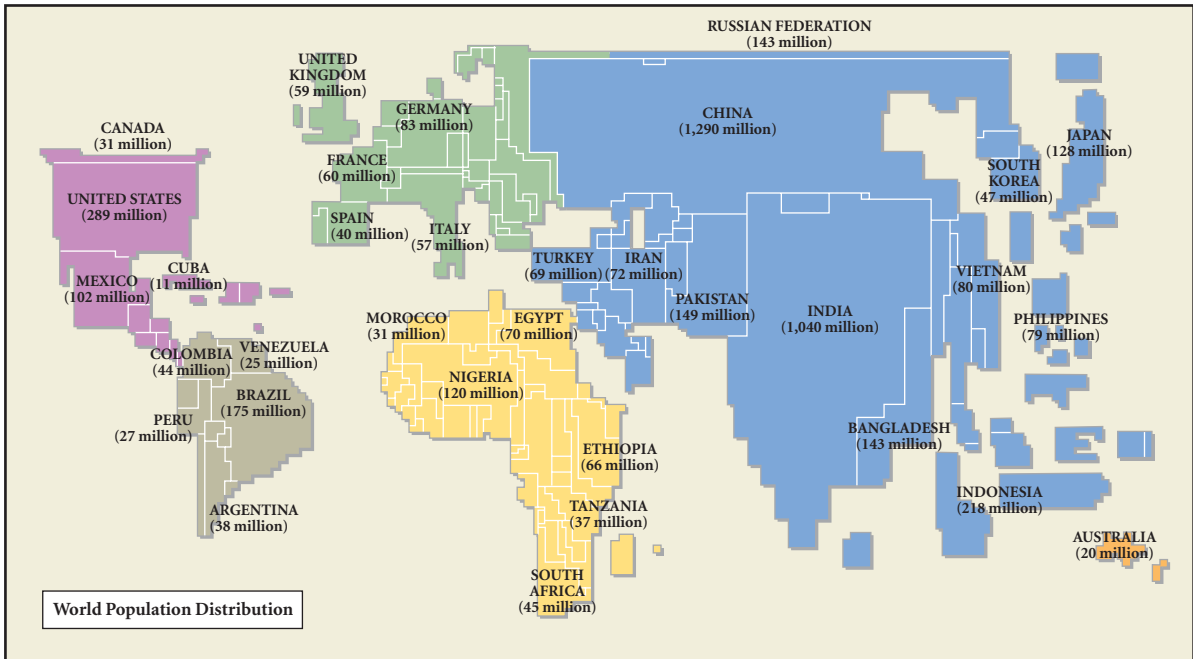 RUSSIAN FEDERATION
(143 million)
UNITED
KINGDOM
(59 million)
GERMANY
(83 million)
CHINA
(1,290 million)
CANADA
(31 million)
JAPAN
(128 million)
FRANCE
(60 million)
SOUTH
KOREA
(47 million)
UNITED STATES
(289 million)
SPAIN
(40 million)
ITALY
(57 million)
TURKEY
(69 million)
IRAN
(72 million)
CUBA
(11 million)
MEXICO
(102 million)
VIETNAM
(80 million)
PAKISTAN
(149 million)
INDIA
(1,040 million)
MOROCCO
(31 million)
EGYPT
(70 million)
PHILIPPINES
(79 million)
VENEZUELA
(25 million)
COLOMBIA
(44 million)
NIGERIA
(120 million)
BRAZIL
(175 million)
PERU
(27 million)
BANGLADESH
(143 million)
ETHIOPIA
(66 million)
INDONESIA
(218 million)
ARGENTINA
(38 million)
TANZANIA
(37 million)
AUSTRALIA
(20 million)
SOUTH
AFRICA
(45 million)
World Population Distribution